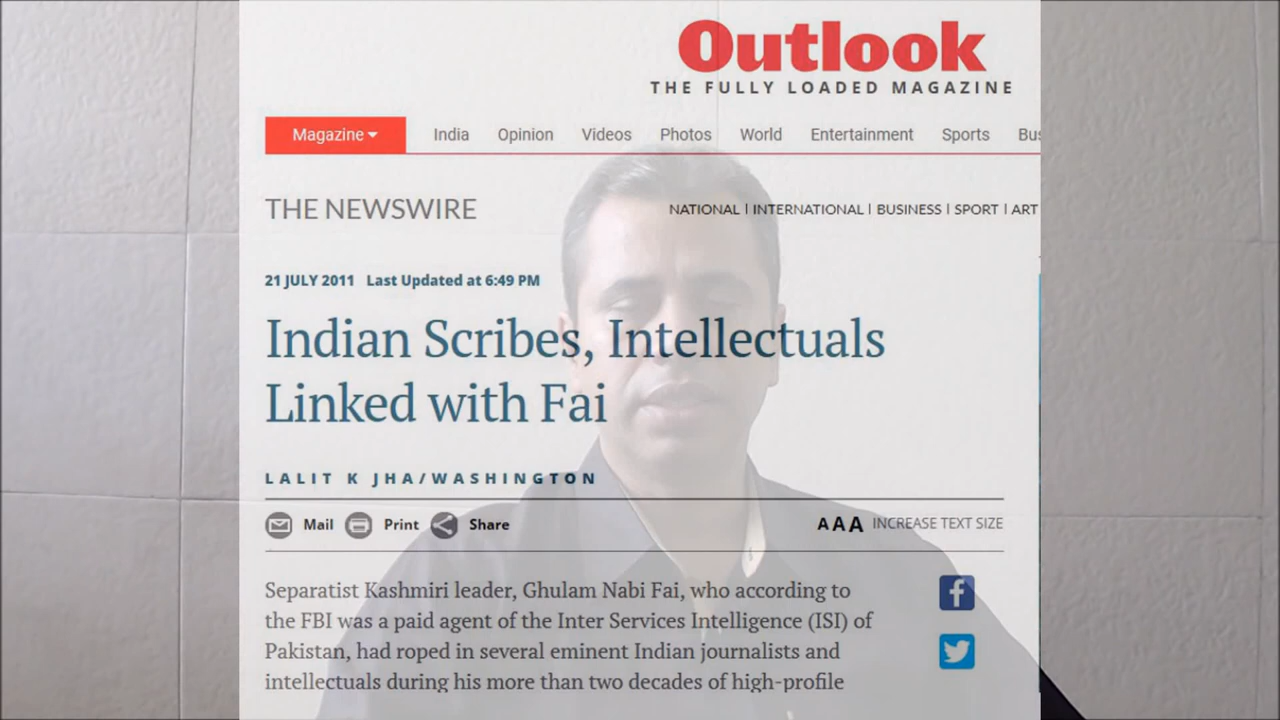 Outlook
THE FULLY LOADED MAGAZINE
Magazine India Opinion Videos Photos World Entertainment Sports
THE NEWSWIRE
NATIONAL | INTERNATIONAL | BUSINESS | SPORT | ART
21 JULY 2011 Last Updated at 6:49 PM
Indian Scribes, Intellectuals
Linked with Fai
LALIT K JHA/WASHINGTON
Mail Print Share AAA INCREASE TEXT SIZE
Separatist Kashmiri leader, Ghulam Nabi Fai, who according to
the FBI was a paid agent of the Inter Services Intelligence (ISI) of
Pakistan, had roped in several eminent Indian journalists and
intellectuals during his more than two decades of high-profile